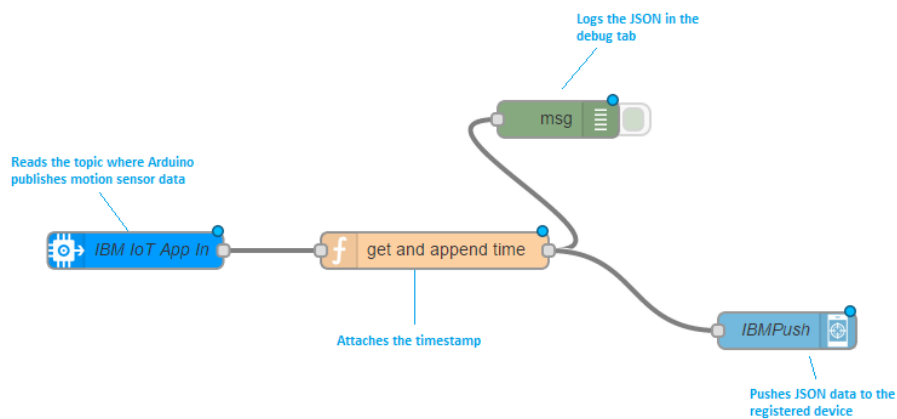 Logs the JSON in the
debug tab
msg
Reads the topic where Arduino
publishes motion sensor data
IBM IoT App In
get and append time
Attaches the timestamp
IBMPush
Pushes JSON data to the
registered device